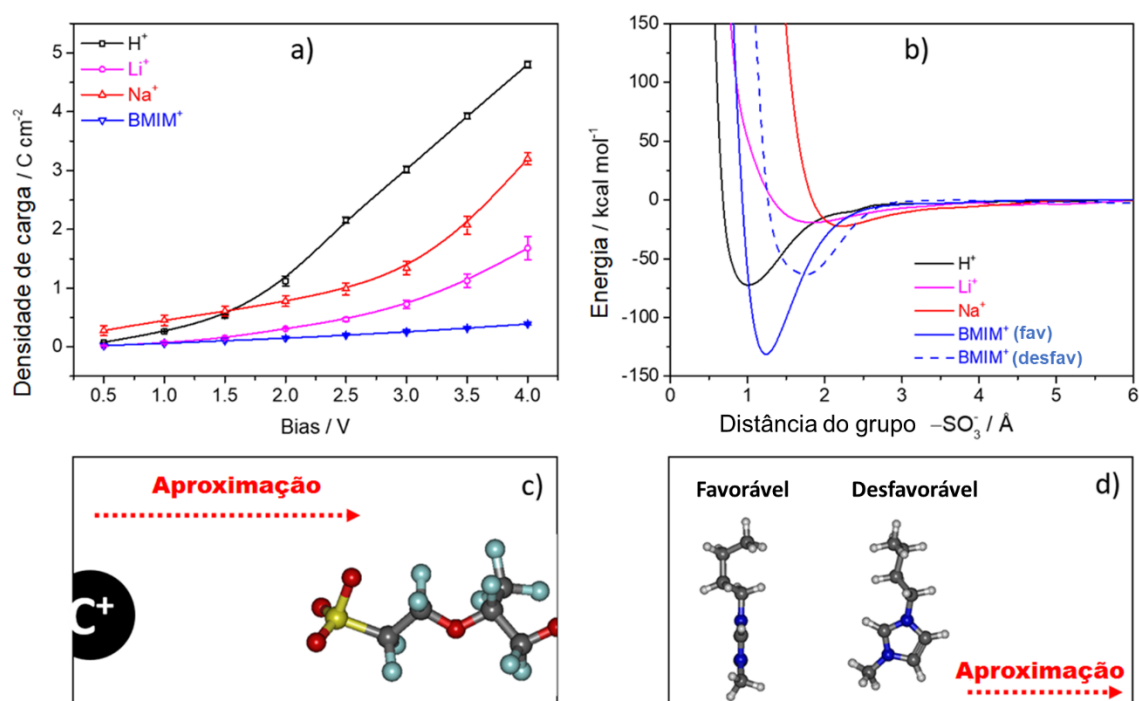 a)
H⁺
Li⁺
Na⁺
BMIM⁺
Densidade de carga / C cm⁻²
5
4
3
2
1
0
0.5 1.0 1.5 2.0 2.5 3.0 3.5 4.0
Bias / V
b)
Energia / kcal mol⁻¹
150
100
50
0
-50
-100
-150
H⁺
Li⁺
Na⁺
BMIM⁺ (fav)
BMIM⁺ (desfav)
0 1 2 3 4 5 6
Distância do grupo –SO₃⁻ / Å
Aproximação
c)
C⁺
d)
Favorável Desfavorável
Aproximação